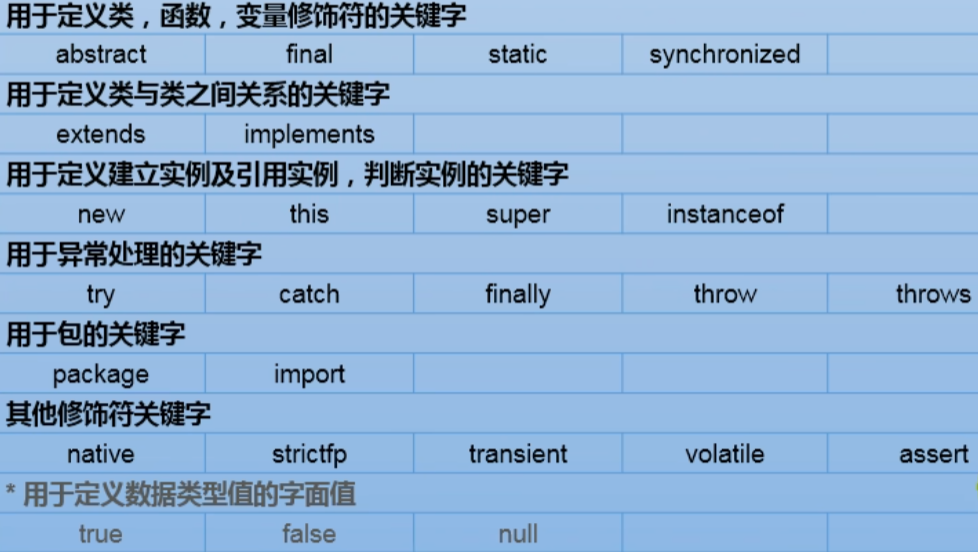 用于定义类，函数，变量修饰符的关键字
abstract final static synchronized
用于定义类与类之间关系的关键字
extends implements
用于定义建立实例及引用实例，判断实例的关键字
new this super instanceof
用于异常处理的关键字
try catch finally throw throws
用于包的关键字
package import
其他修饰符关键字
native strictfp transient volatile assert
* 用于定义数据类型值的字面值
true false null